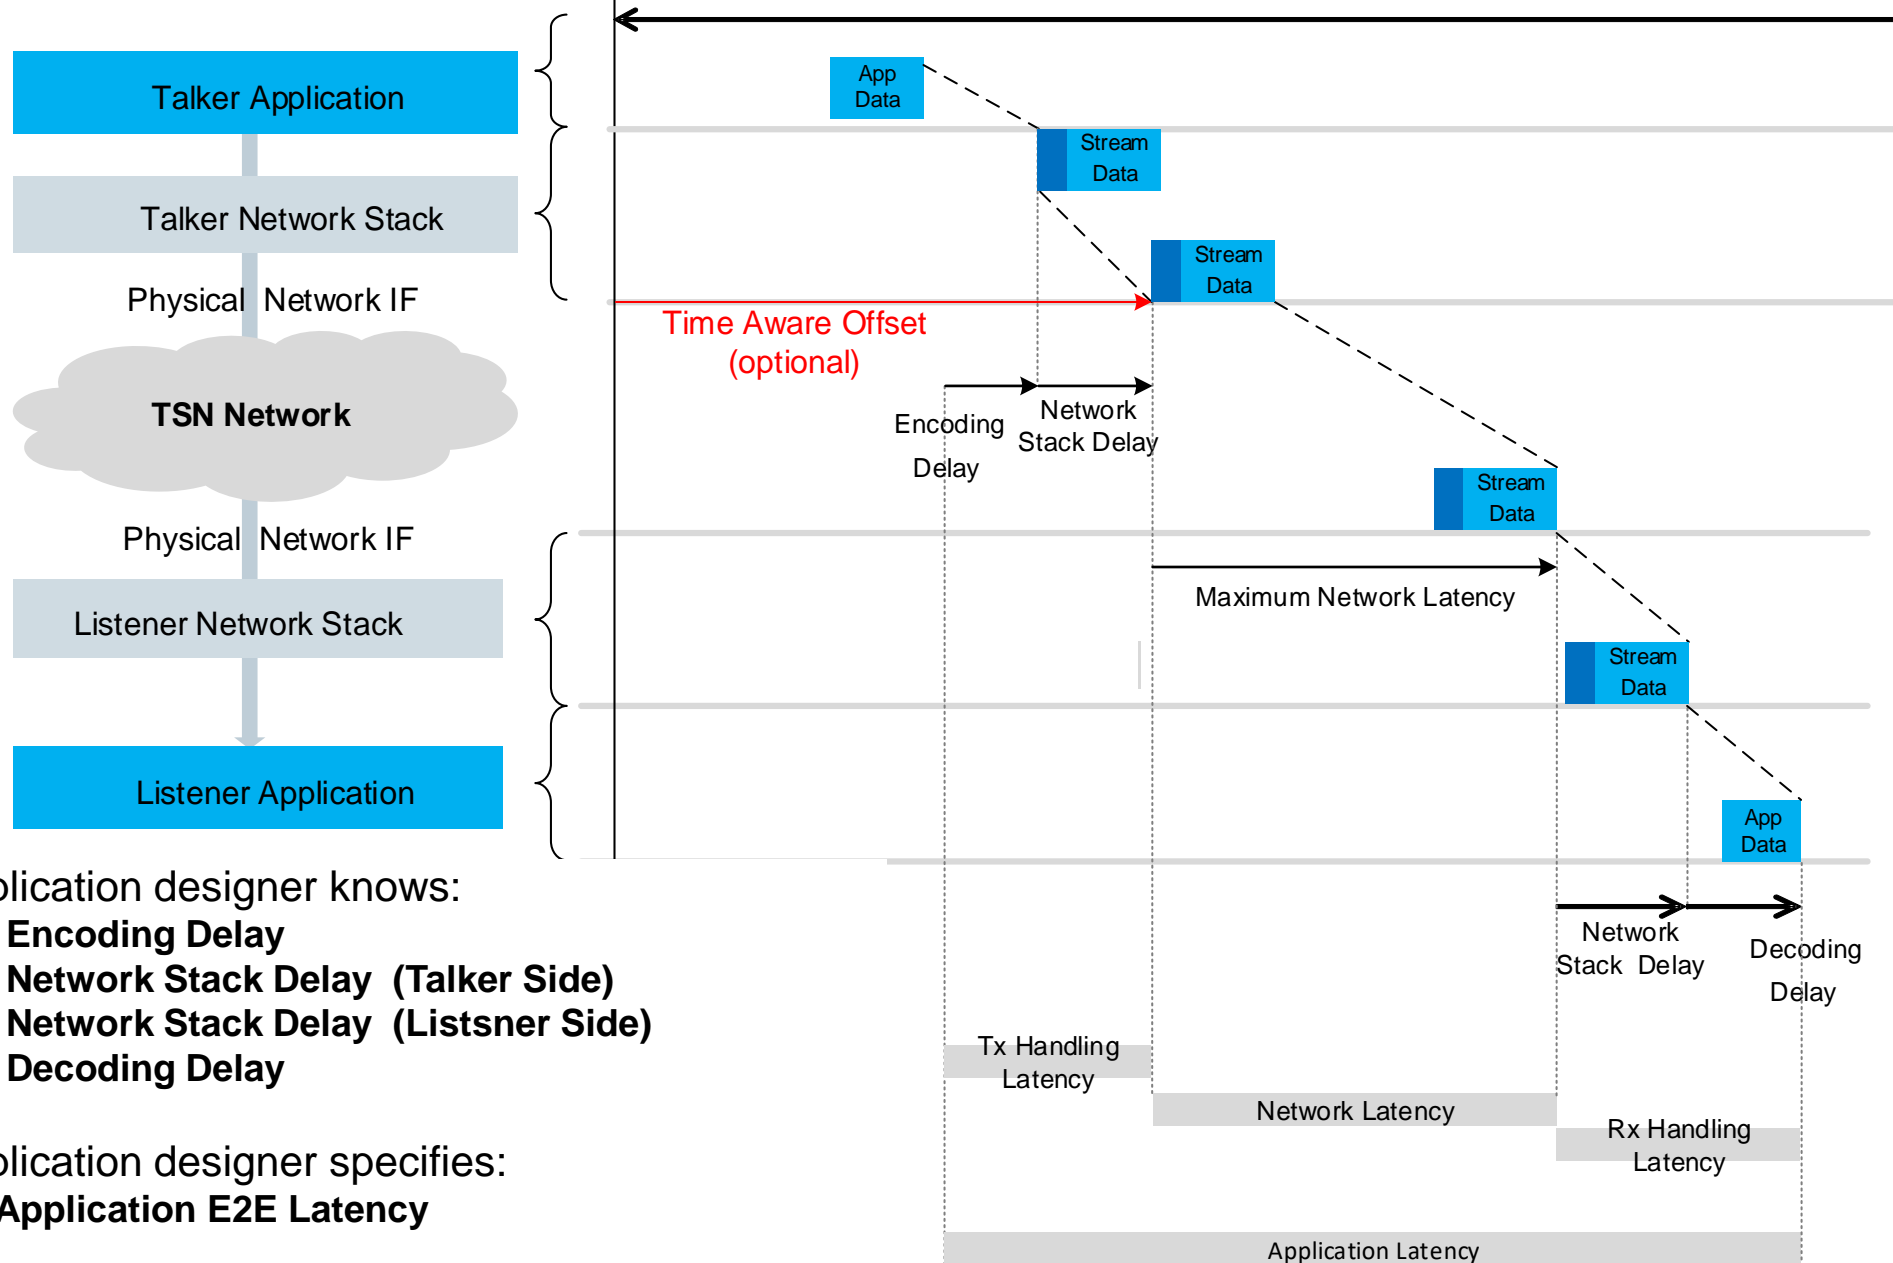 Talker Application
Talker Network Stack
Physical Network IF
TSN Network
Physical Network IF
Listener Network Stack
Listener Application
App
Data
Stream
Data
Stream
Data
Time Aware Offset
(optional)
Encoding
Delay
Network
Stack Delay
Stream
Data
Maximum Network Latency
Stream
Data
App
Data
Network
Stack Delay
Decoding
Delay
Tx Handling
Latency
Network Latency
Rx Handling
Latency
Application Latency
plication designer knows:
Encoding Delay
Network Stack Delay (Talker Side)
Network Stack Delay (Listsner Side)
Decoding Delay
plication designer specifies:
Application E2E Latency